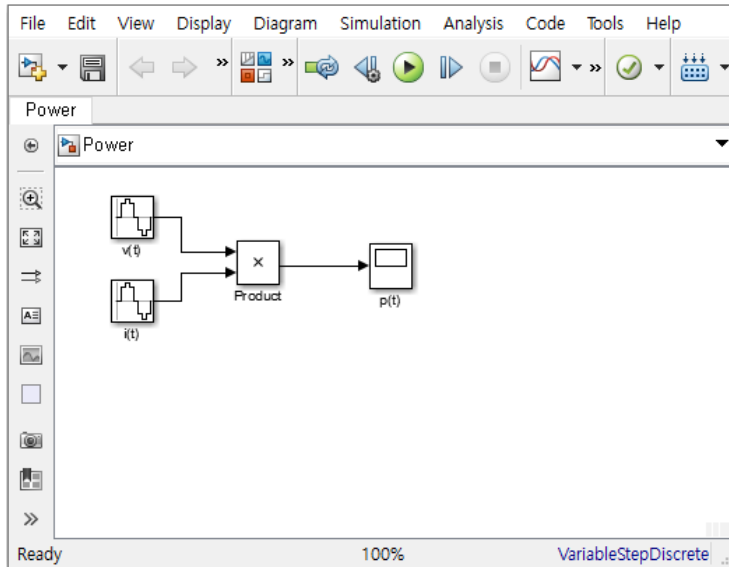 File Edit View Display Diagram Simulation Analysis Code Tools Help
Power
Power
v(t)
×
Product
p(t)
i(t)
Ready 100% VariableStepDiscrete